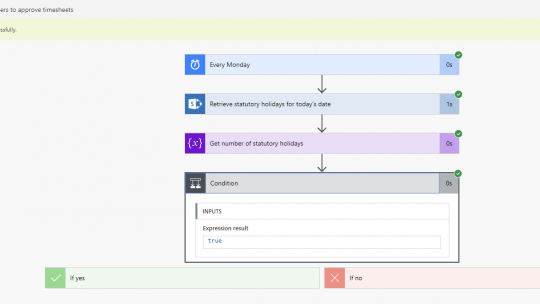 ers to approve timesheets
ssfully.
Every Monday
0s
Retrieve statutory holidays for today's date
1s
{x}
Get number of statutory holidays
0s
Condition
0s
INPUTS
Expression result
true
If yes
If no